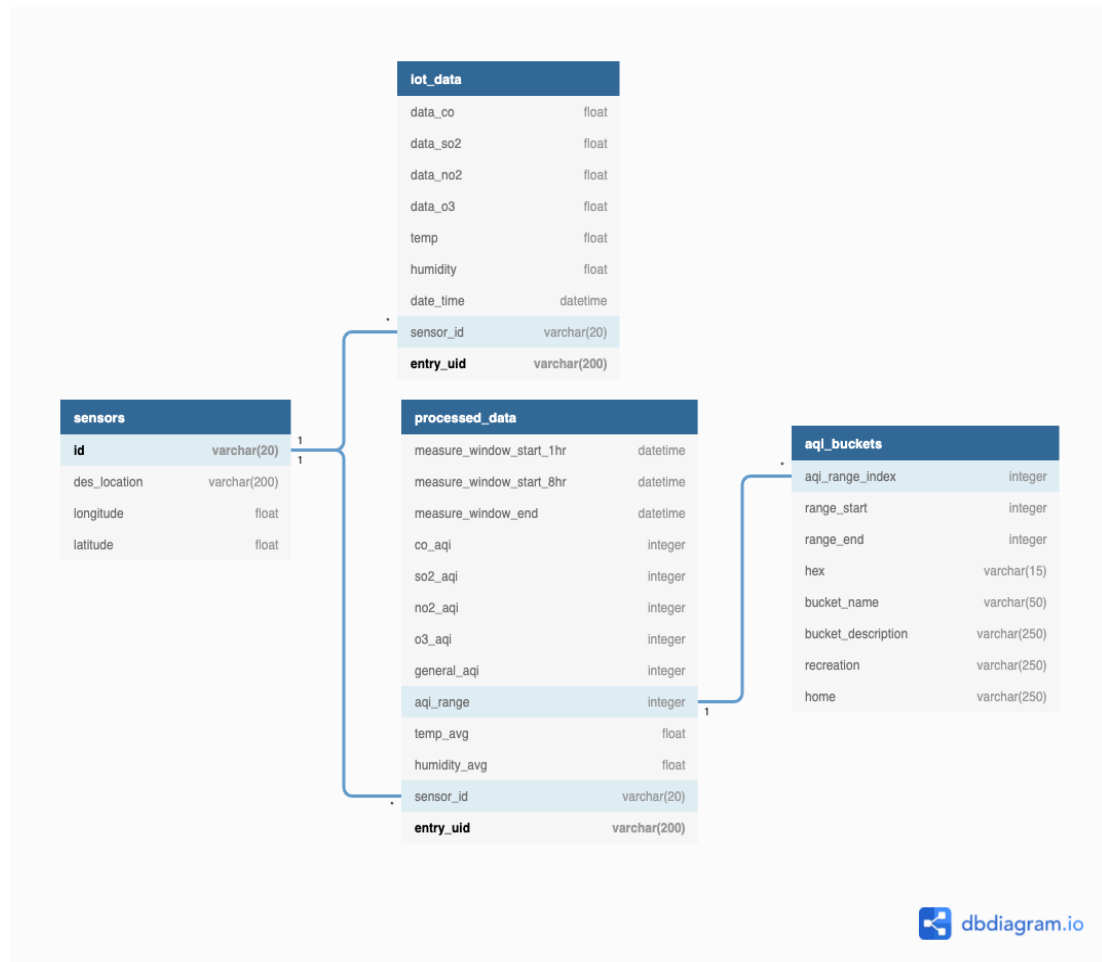 iot_data
data_co float
data_so2 float
data_no2 float
data_o3 float
temp float
humidity float
date_time datetime
*
sensor_id varchar(20)
entry_uid varchar(200)
sensors
1
id varchar(20)
1
des_location varchar(200)
longitude float
latitude float
processed_data
measure_window_start_1hr datetime
measure_window_start_8hr datetime
measure_window_end datetime
co_aqi integer
so2_aqi integer
no2_aqi integer
o3_aqi integer
general_aqi integer
aqi_range integer
1
temp_avg float
humidity_avg float
sensor_id varchar(20)
*
entry_uid varchar(200)
aqi_buckets
*
aqi_range_index integer
range_start integer
range_end integer
hex varchar(15)
bucket_name varchar(50)
bucket_description varchar(250)
recreation varchar(250)
home varchar(250)
dbdiagram.io